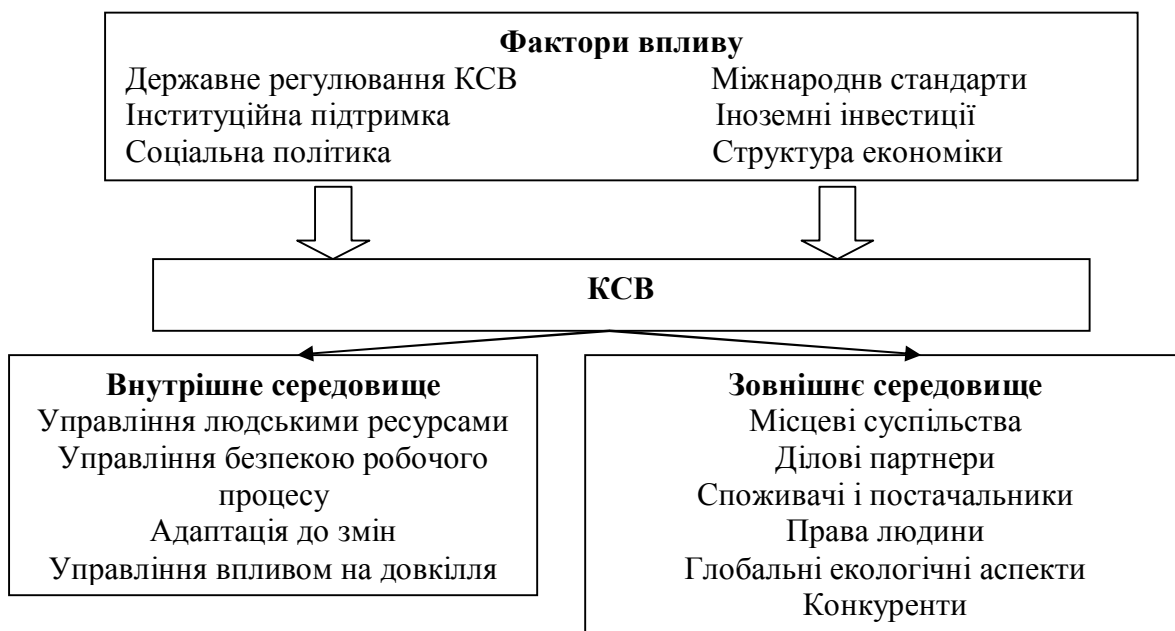 Фактори впливу
Державне регулювання КСВ
Інституційна підтримка
Соціальна політика
Міжнароднв стандарти
Іноземні інвестиції
Структура економіки
КСВ
Внутрішне середовище
Управління людськими ресурсами
Управління безпекою робочого
процесу
Адаптація до змін
Управління впливом на довкілля
Зовнішнє середовище
Місцеві суспільства
Ділові партнери
Споживачі і постачальники
Права людини
Глобальні екологічні аспекти
Конкуренти